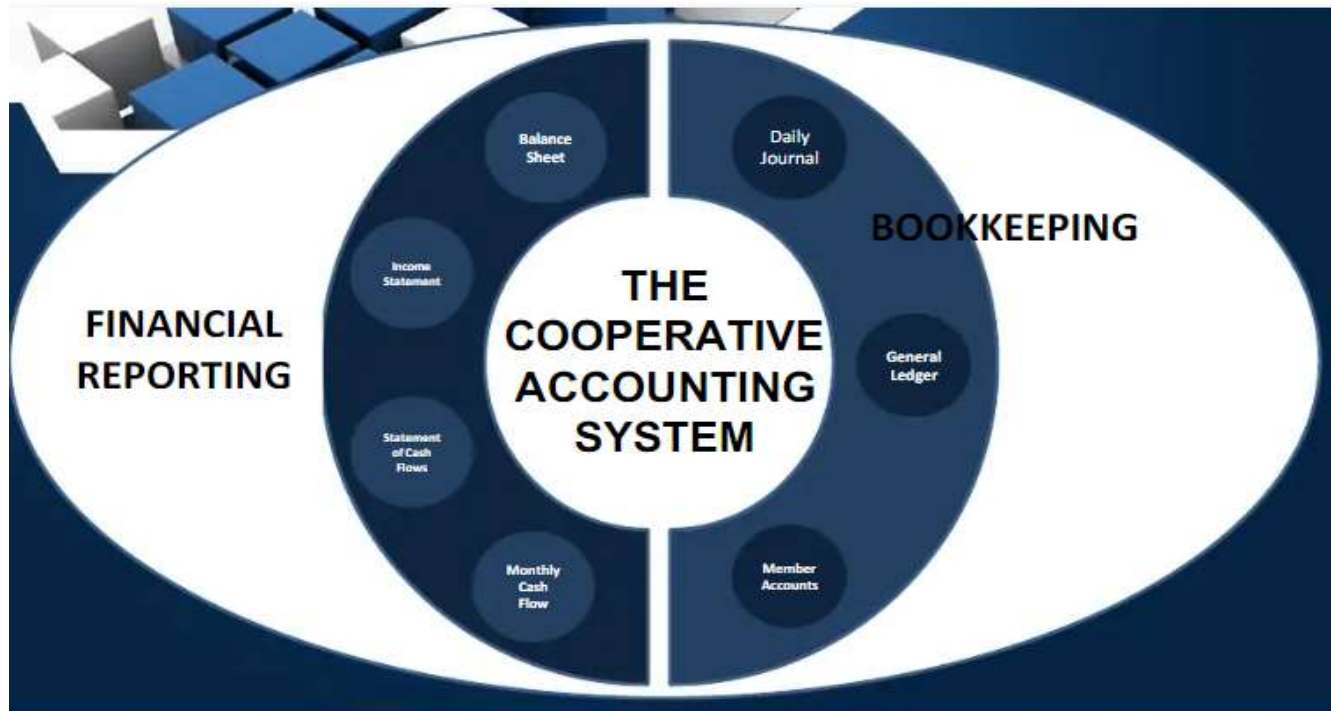 Balance
Sheet
Income
Statement
Statement
of Cash
Flows
Monthly
Cash
Flow
FINANCIAL
REPORTING
THE
COOPERATIVE
ACCOUNTING
SYSTEM
Daily
Journal
General
Ledger
Member
Accounts
BOOKKEEPING